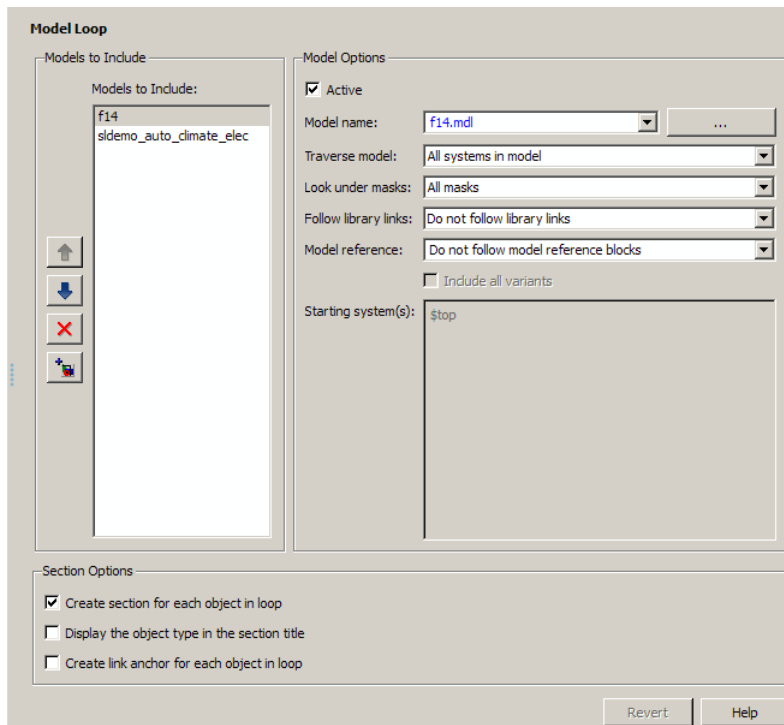 Model Loop
Models to Include
Models to Include:
f14
sldemo_auto_climate_elec
Model Options
Active
Model name: f14.mdl ...
Traverse model: All systems in model
Look under masks: All masks
Follow library links: Do not follow library links
Model reference: Do not follow model reference blocks
Include all variants
Starting system(s): $top
Section Options
Create section for each object in loop
Display the object type in the section title
Create link anchor for each object in loop
Revert Help